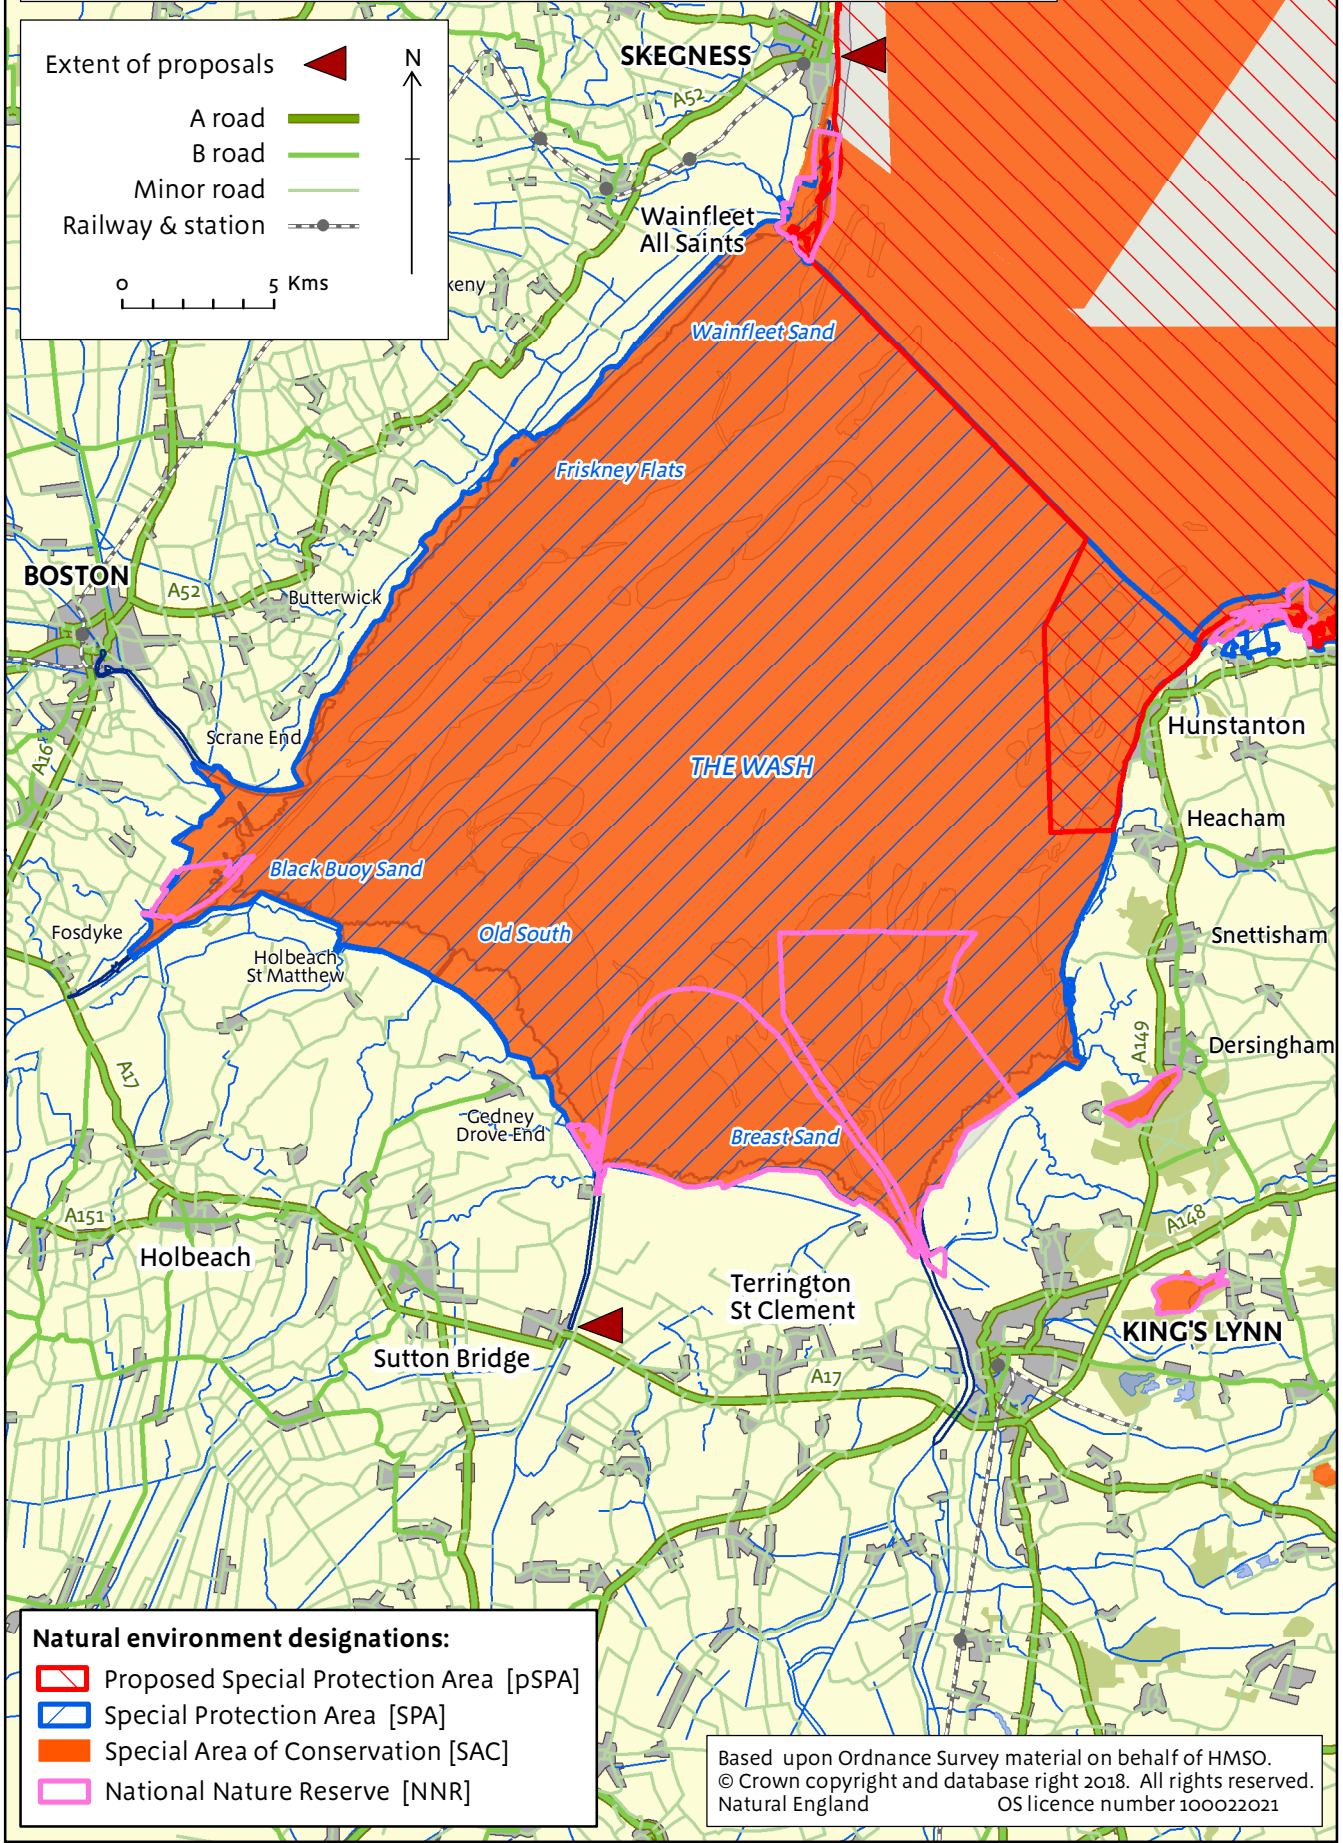 Extent of proposals
A road
B road
Minor road
Railway & station
0 5 Kms
N
SKEGNESS
A52
Wainfleet
All Saints
Wainfleet Sand
Friskney Flats
BOSTON
A52
Butterwick
A16
Scrane End
THE WASH
Hunstanton
Heacham
Black Buoy Sand
Old South
Fosdyke
Holbeach
St Matthew
Snettisham
A149
Dersingham
A17
Gedney
Drove End
Breast Sand
A151
Holbeach
A148
Terrington
St Clement
KING'S LYNN
Sutton Bridge
A17
Natural environment designations:
Proposed Special Protection Area [pSPA]
Special Protection Area [SPA]
Special Area of Conservation [SAC]
National Nature Reserve [NNR]
Based upon Ordnance Survey material on behalf of HMSO.
© Crown copyright and database right 2018. All rights reserved.
Natural England OS licence number 100022021